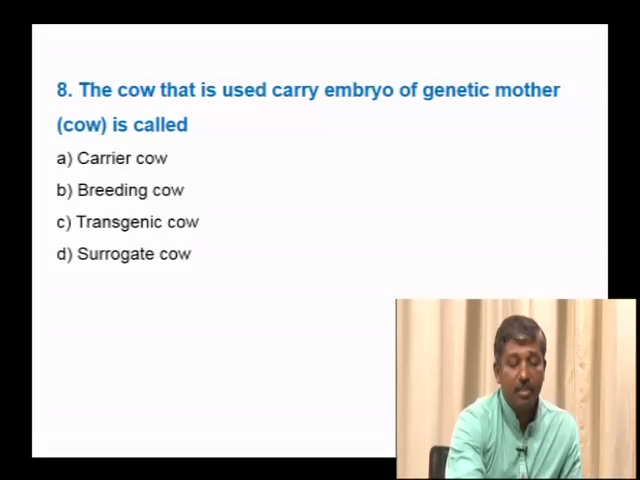 8. The cow that is used carry embryo of genetic mother
(cow) is called
a) Carrier cow
b) Breeding cow
c) Transgenic cow
d) Surrogate cow